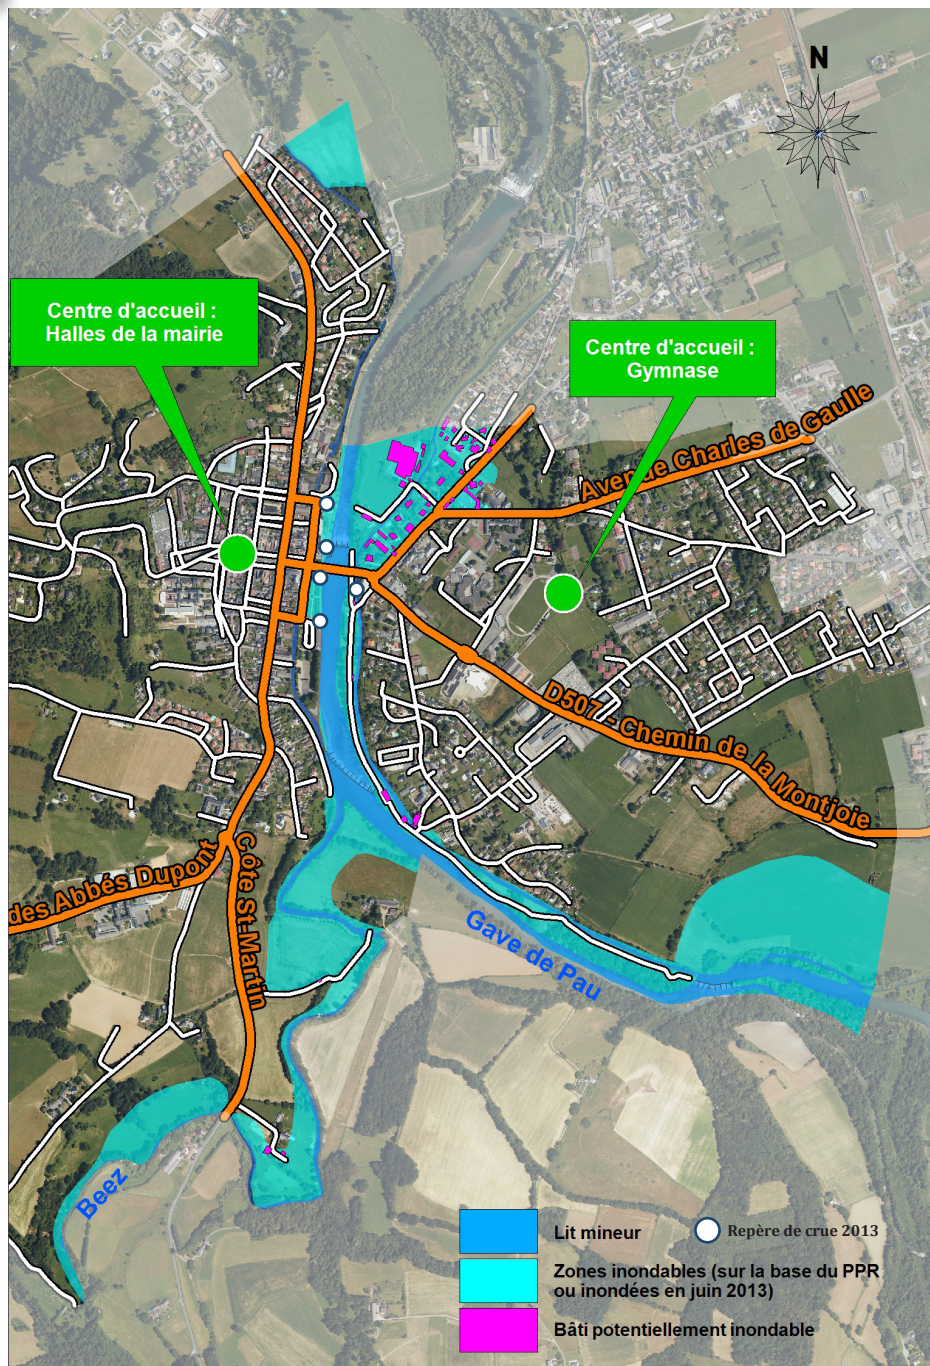 N
Centre d'accueil :
Halles de la mairie
Centre d'accueil :
Gymnase
Avenue Charles de Gaulle
D507 - Chemin de la Montjoie
des Abbés Dupont
Côte St-Martin
Gave de Pau
Beez
Lit mineur
Repère de crue 2013
Zones inondables (sur la base du PPR
ou inondées en juin 2013)
Bâti potentiellement inondable